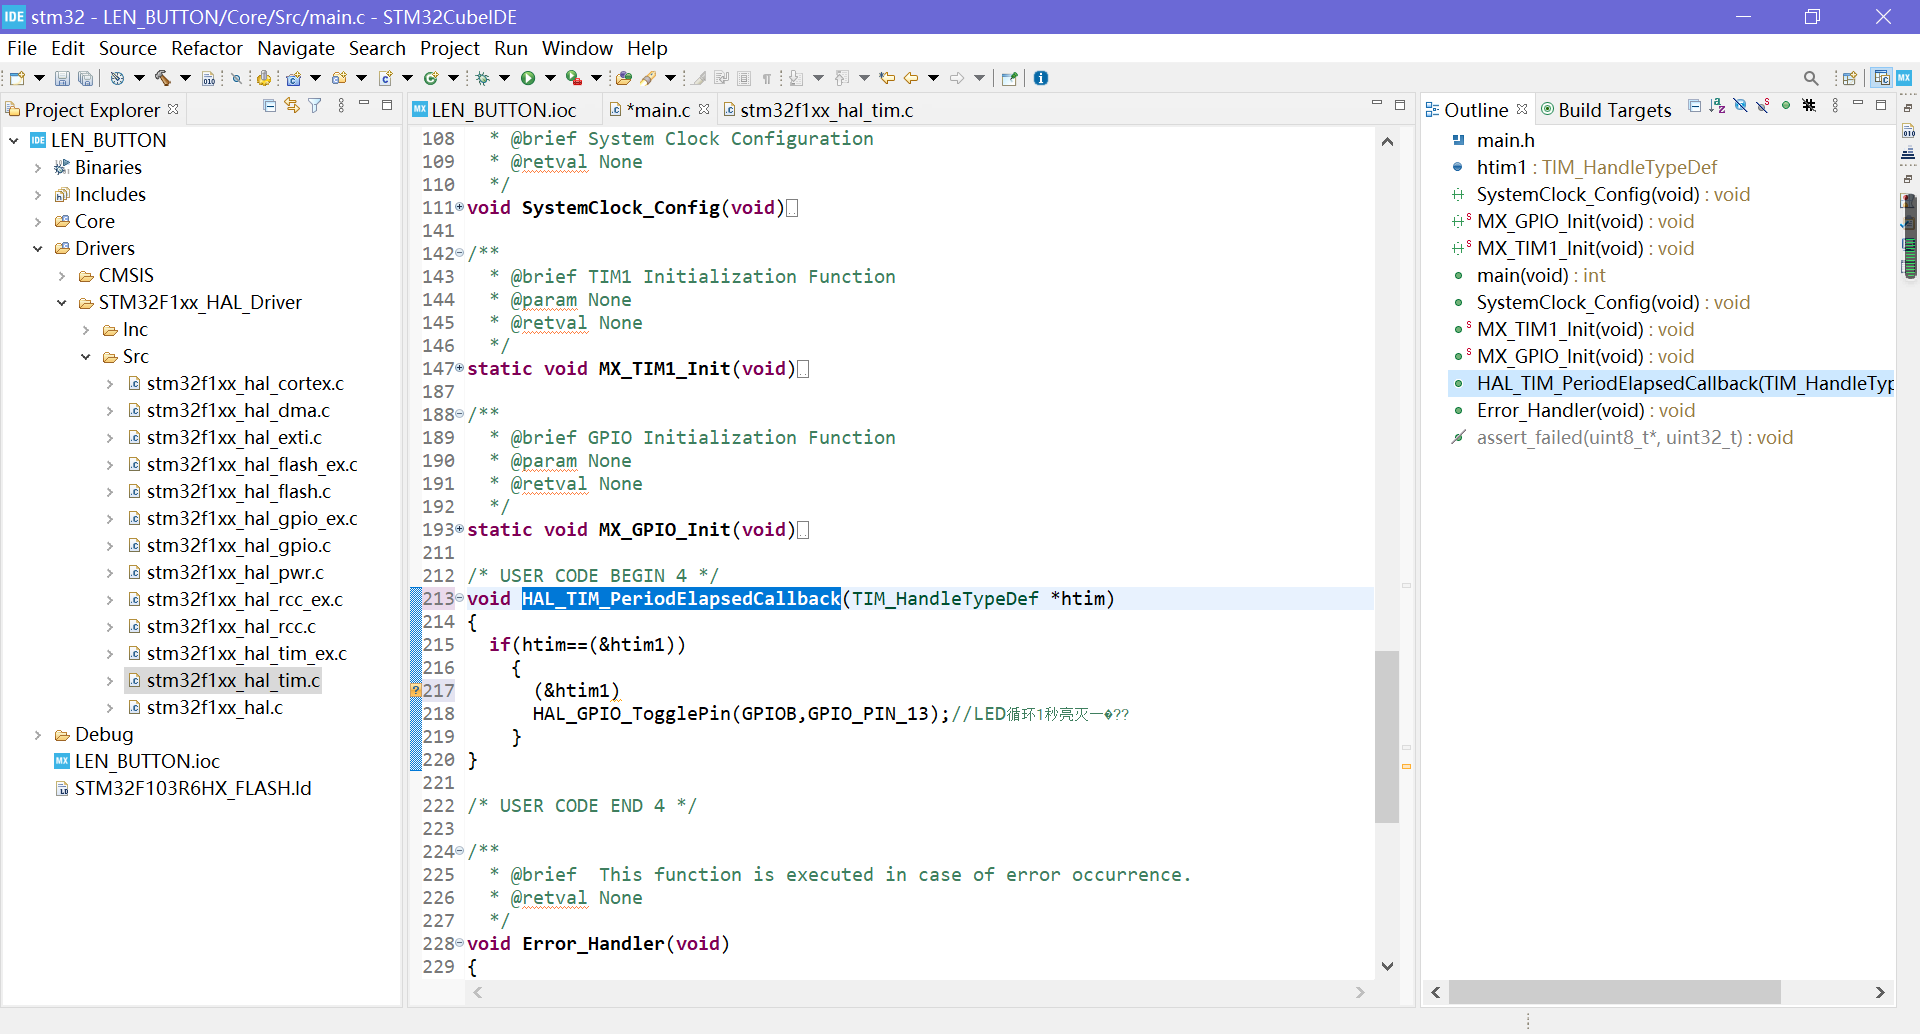 IDE stm32 - LEN_BUTTON/Core/Src/main.c - STM32CubeIDE
File Edit Source Refactor Navigate Search Project Run Window Help
Project Explorer
LEN_BUTTON
Binaries
Includes
Core
Drivers
CMSIS
STM32F1xx_HAL_Driver
Inc
Src
stm32f1xx_hal_cortex.c
stm32f1xx_hal_dma.c
stm32f1xx_hal_exti.c
stm32f1xx_hal_flash_ex.c
stm32f1xx_hal_flash.c
stm32f1xx_hal_gpio_ex.c
stm32f1xx_hal_gpio.c
stm32f1xx_hal_pwr.c
stm32f1xx_hal_rcc_ex.c
stm32f1xx_hal_rcc.c
stm32f1xx_hal_tim_ex.c
stm32f1xx_hal_tim.c
stm32f1xx_hal.c
Debug
LEN_BUTTON.ioc
STM32F103R6HX_FLASH.ld
LEN_BUTTON.ioc *main.c stm32f1xx_hal_tim.c
108 * @brief System Clock Configuration
109 * @retval None
110 */
111 void SystemClock_Config(void)
141
142 /**
143 * @brief TIM1 Initialization Function
144 * @param None
145 * @retval None
146 */
147 static void MX_TIM1_Init(void)
187
188 /**
189 * @brief GPIO Initialization Function
190 * @param None
191 * @retval None
192 */
193 static void MX_GPIO_Init(void)
211
212 /* USER CODE BEGIN 4 */
213 void HAL_TIM_PeriodElapsedCallback(TIM_HandleTypeDef *htim)
214 {
215 if(htim==(&htim1))
216 {
217 (&htim1)
218 HAL_GPIO_TogglePin(GPIOB,GPIO_PIN_13);//LED循环1秒亮灭一�??
219 }
220 }
221
222 /* USER CODE END 4 */
223
224 /**
225 * @brief  This function is executed in case of error occurrence.
226 * @retval None
227 */
228 void Error_Handler(void)
229 {
Outline Build Targets
main.h
htim1 : TIM_HandleTypeDef
SystemClock_Config(void) : void
MX_GPIO_Init(void) : void
MX_TIM1_Init(void) : void
main(void) : int
SystemClock_Config(void) : void
MX_TIM1_Init(void) : void
MX_GPIO_Init(void) : void
HAL_TIM_PeriodElapsedCallback(TIM_HandleTyp
Error_Handler(void) : void
assert_failed(uint8_t*, uint32_t) : void